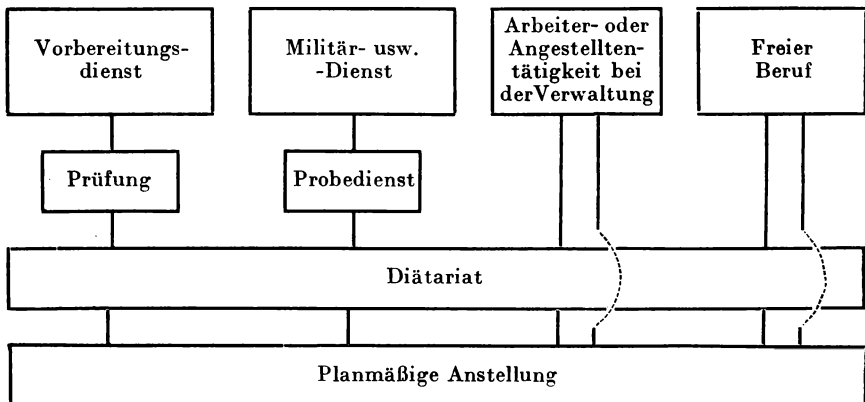 Vorbereitungs-
dienst
Militär- usw.
-Dienst
Arbeiter- oder
Angestellten-
tätigkeit bei
derVerwaltung
Freier
Beruf
Prüfung
Probedienst
Diätariat
Planmäßige Anstellung